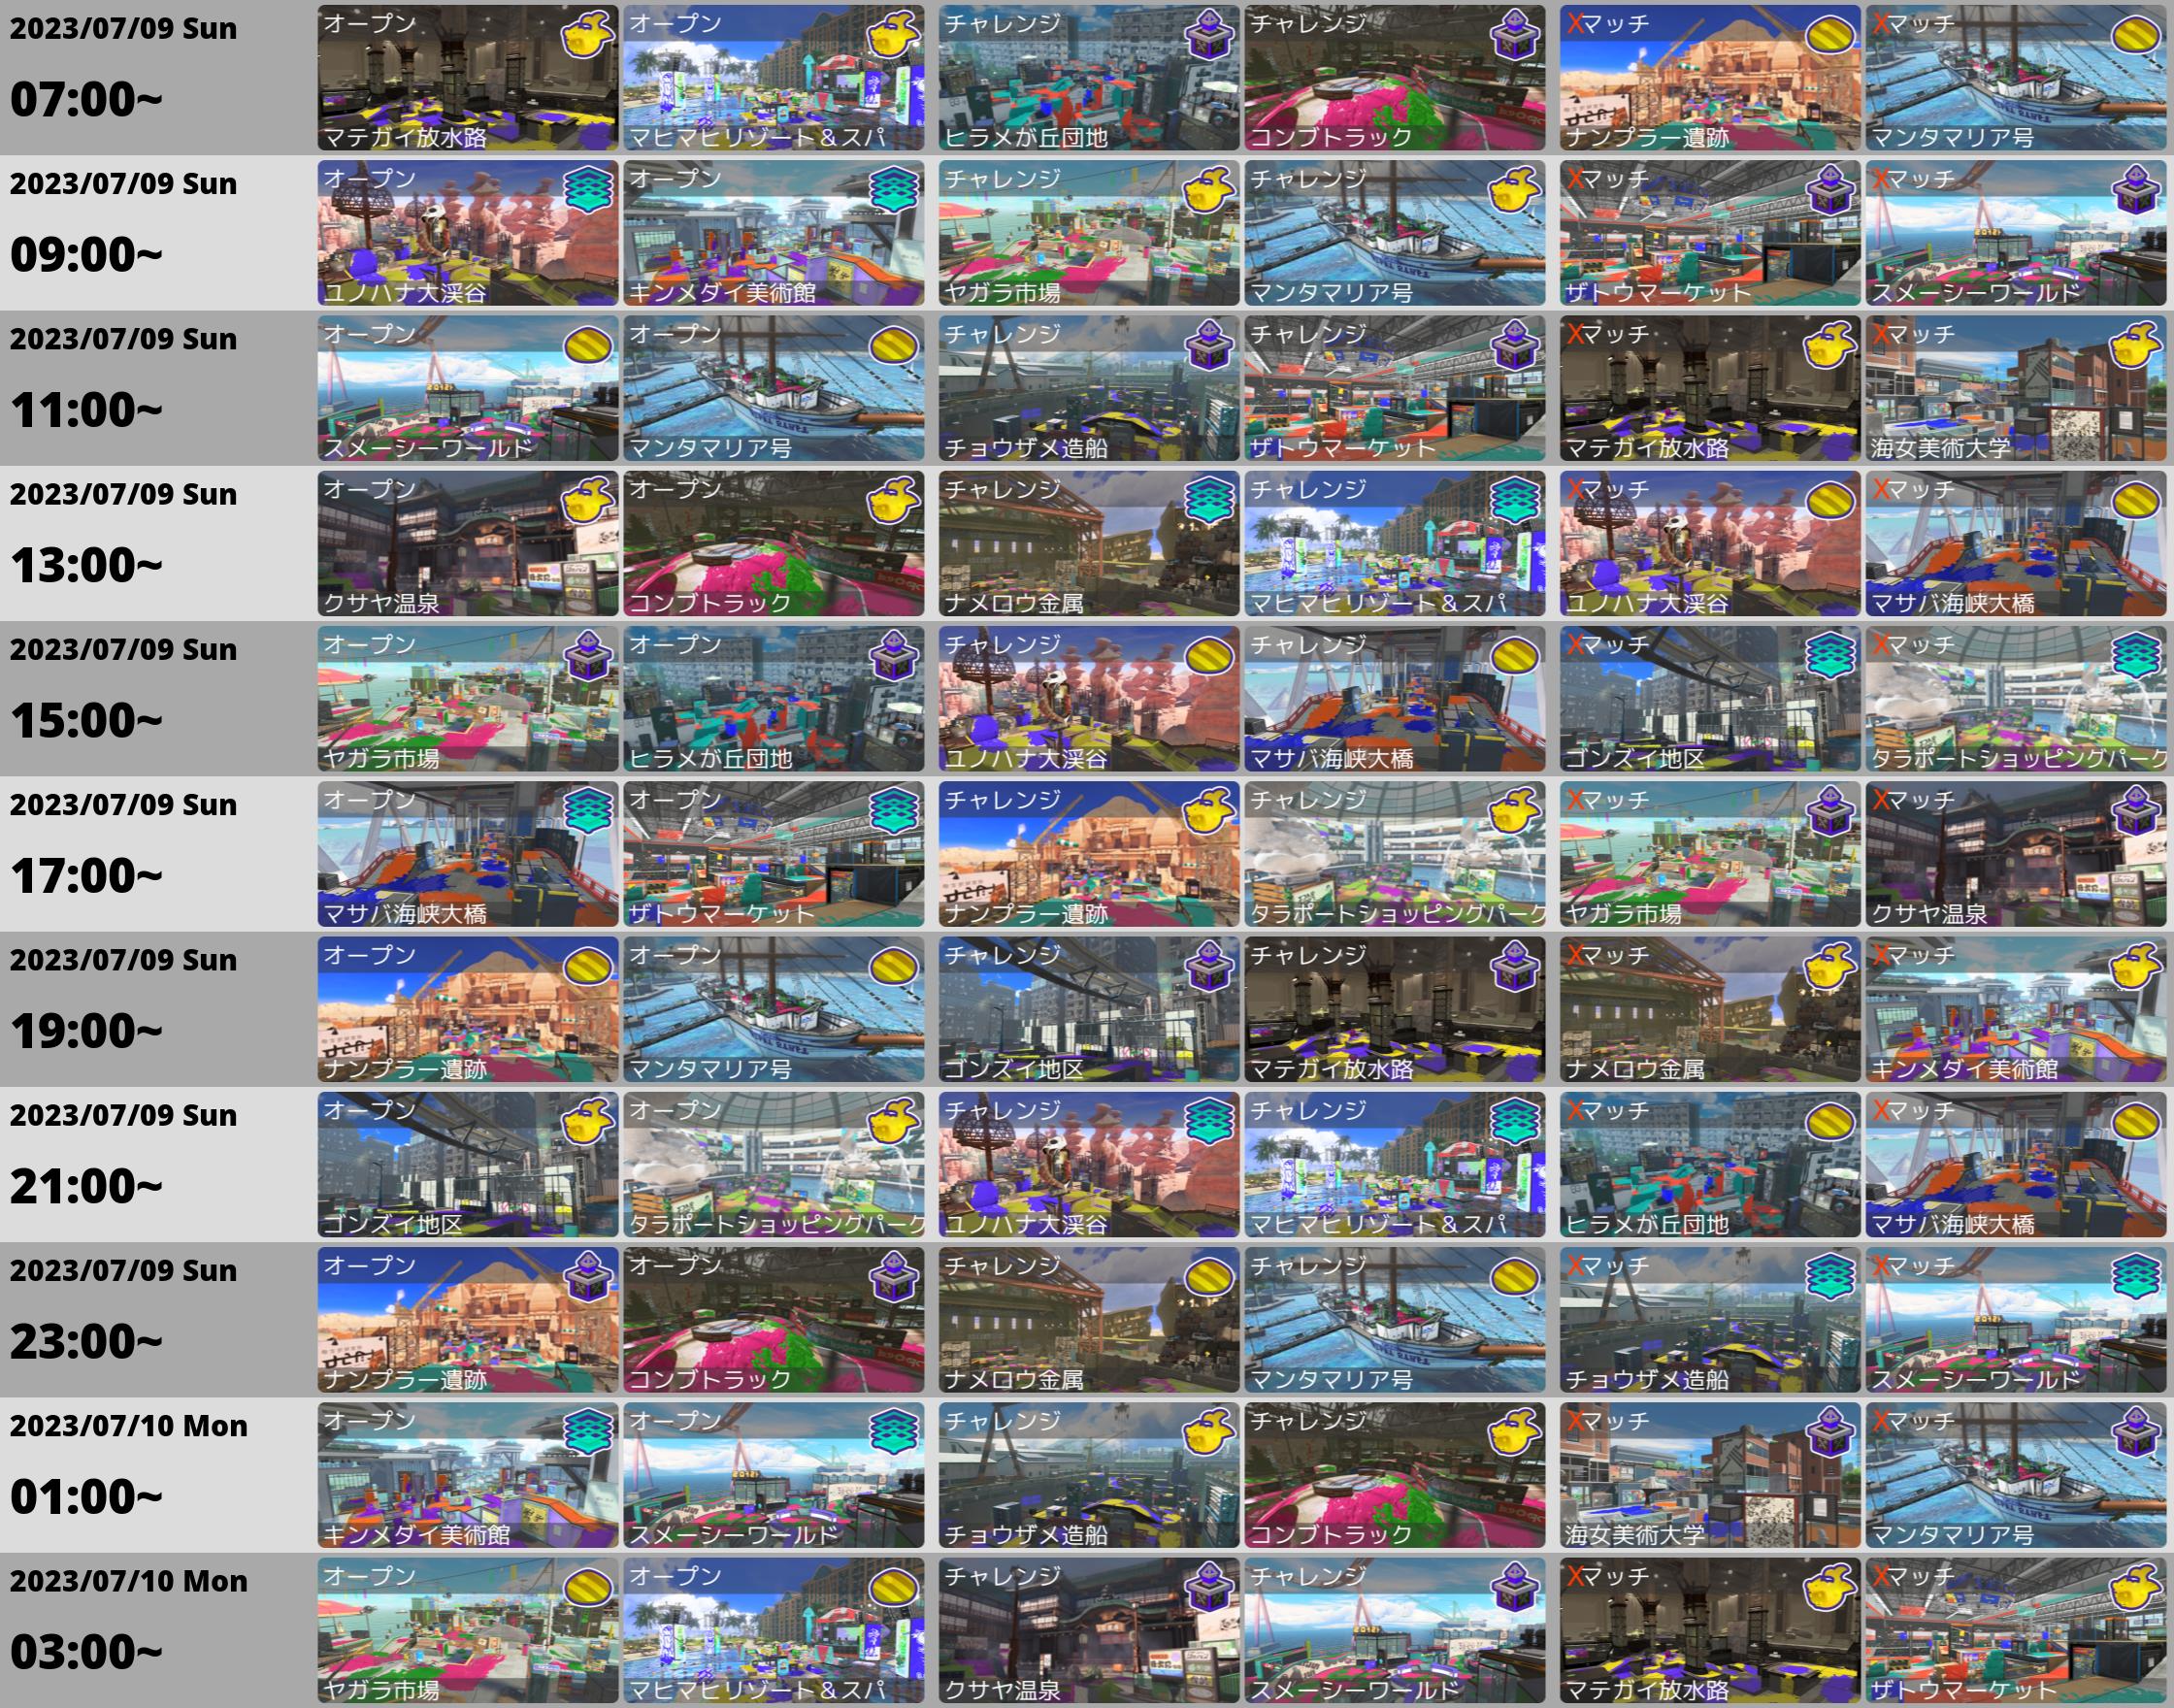 2023/07/09 Sun
07:00~
オープン
マテガイ放水路
オープン
マヒマヒリゾート＆スパ
チャレンジ
ヒラメが丘団地
チャレンジ
コンブトラック
Xマッチ
ナンプラー遺跡
Xマッチ
マンタマリア号
2023/07/09 Sun
09:00~
オープン
ユノハナ大渓谷
オープン
キンメダイ美術館
チャレンジ
ヤガラ市場
チャレンジ
マンタマリア号
Xマッチ
ザトウマーケット
Xマッチ
スメーシーワールド
2023/07/09 Sun
11:00~
オープン
スメーシーワールド
オープン
マンタマリア号
チャレンジ
チョウザメ造船
チャレンジ
ザトウマーケット
Xマッチ
マテガイ放水路
Xマッチ
海女美術大学
2023/07/09 Sun
13:00~
オープン
クサヤ温泉
オープン
コンブトラック
チャレンジ
ナメロウ金属
チャレンジ
マヒマヒリゾート＆スパ
Xマッチ
ユノハナ大渓谷
Xマッチ
マサバ海峡大橋
2023/07/09 Sun
15:00~
オープン
ヤガラ市場
オープン
ヒラメが丘団地
チャレンジ
ユノハナ大渓谷
チャレンジ
マサバ海峡大橋
Xマッチ
ゴンズイ地区
Xマッチ
タラポートショッピングパーク
2023/07/09 Sun
17:00~
オープン
マサバ海峡大橋
オープン
ザトウマーケット
チャレンジ
ナンプラー遺跡
チャレンジ
タラポートショッピングパーク
Xマッチ
ヤガラ市場
Xマッチ
クサヤ温泉
2023/07/09 Sun
19:00~
オープン
ナンプラー遺跡
オープン
マンタマリア号
チャレンジ
ゴンズイ地区
チャレンジ
マテガイ放水路
Xマッチ
ナメロウ金属
Xマッチ
キンメダイ美術館
2023/07/09 Sun
21:00~
オープン
ゴンズイ地区
オープン
タラポートショッピングパーク
チャレンジ
ユノハナ大渓谷
チャレンジ
マヒマヒリゾート＆スパ
Xマッチ
ヒラメが丘団地
Xマッチ
マサバ海峡大橋
2023/07/09 Sun
23:00~
オープン
ナンプラー遺跡
オープン
コンブトラック
チャレンジ
ナメロウ金属
チャレンジ
マンタマリア号
Xマッチ
チョウザメ造船
Xマッチ
スメーシーワールド
2023/07/10 Mon
01:00~
オープン
キンメダイ美術館
オープン
スメーシーワールド
チャレンジ
チョウザメ造船
チャレンジ
コンブトラック
Xマッチ
海女美術大学
Xマッチ
マンタマリア号
2023/07/10 Mon
03:00~
オープン
ヤガラ市場
オープン
マヒマヒリゾート＆スパ
チャレンジ
クサヤ温泉
チャレンジ
スメーシーワールド
Xマッチ
マテガイ放水路
Xマッチ
ザトウマーケット